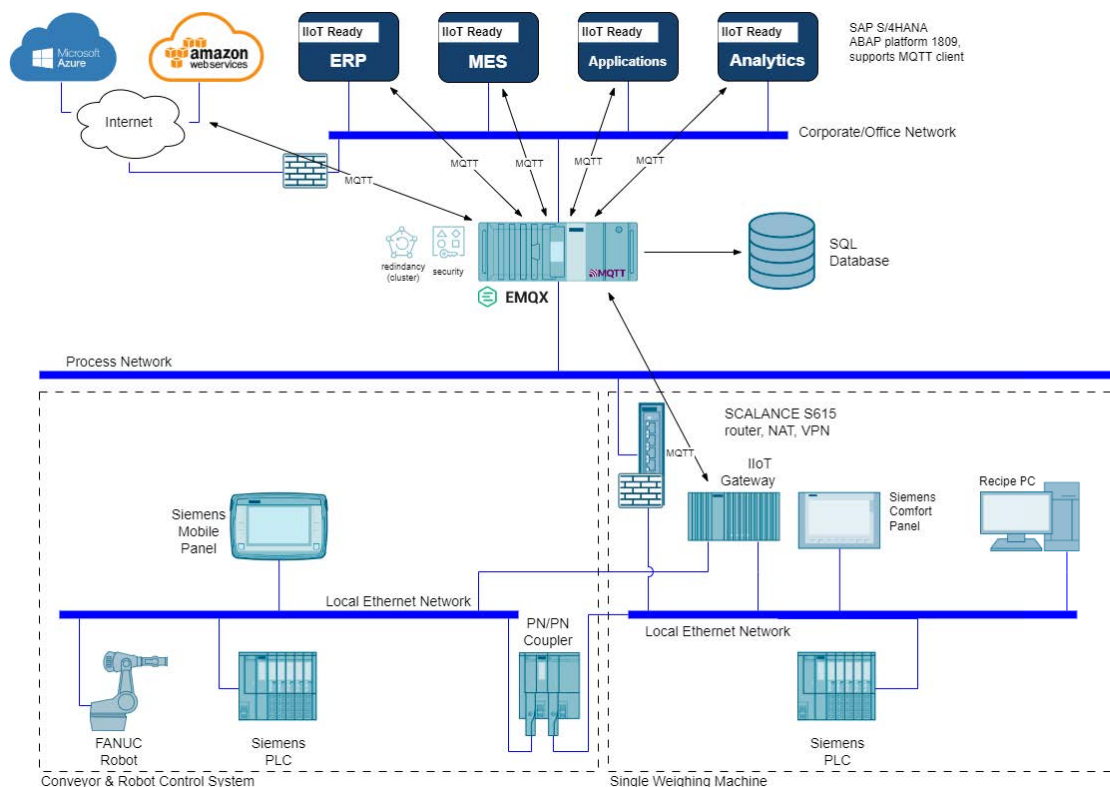 Microsoft
Azure
amazon
webservices
Internet
IIoT Ready
ERP
IIoT Ready
MES
IIoT Ready
Applications
IIoT Ready
Analytics
SAP S/4HANA
ABAP platform 1809,
supports MQTT client
Corporate/Office Network
MQTT
MQTT
MQTT
MQTT
MQTT
redindancy
(cluster)
security
MQTT
EMQX
SQL
Database
Process Network
SCALANCE S615
router, NAT, VPN
MQTT
IIoT
Gateway
Siemens
Comfort
Panel
Recipe PC
Siemens
Mobile
Panel
Local Ethernet Network
PN/PN
Coupler
Local Ethernet Network
FANUC
Robot
Siemens
PLC
Siemens
PLC
Conveyor & Robot Control System
Single Weighing Machine